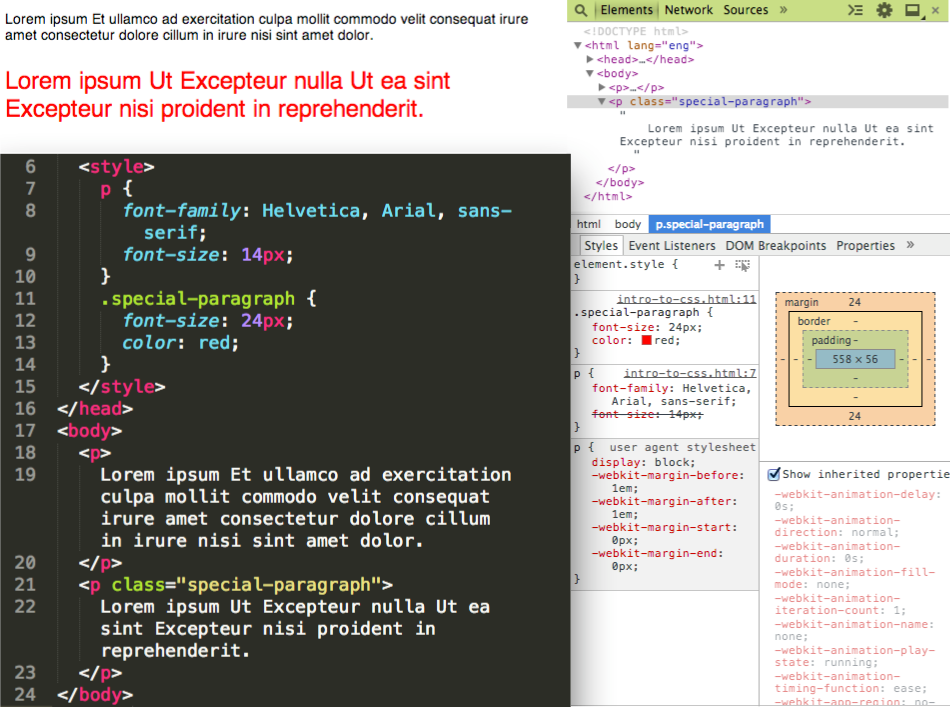 Lorem ipsum Et ullamco ad exercitation culpa mollit commodo velit consequat irure
amet consectetur dolore cillum in irure nisi sint amet dolor.
Lorem ipsum Ut Excepteur nulla Ut ea sint
Excepteur nisi proident in reprehenderit.
6 <style>
7 p {
8 font-family: Helvetica, Arial, sans-
serif;
9 font-size: 14px;
10 }
11 .special-paragraph {
12 font-size: 24px;
13 color: red;
14 }
15 </style>
16 </head>
17 <body>
18 <p>
19 Lorem ipsum Et ullamco ad exercitation
culpa mollit commodo velit consequat
irure amet consectetur dolore cillum
in irure nisi sint amet dolor.
20 </p>
21 <p class="special-paragraph">
22 Lorem ipsum Ut Excepteur nulla Ut ea
sint Excepteur nisi proident in
reprehenderit.
23 </p>
24 </body>
Elements Network Sources »
<!DOCTYPE html>
▼<html lang="eng">
▶<head>…</head>
▼<body>
▶<p>…</p>
▼<p class="special-paragraph">
"
Lorem ipsum Ut Excepteur nulla Ut ea sint
Excepteur nisi proident in reprehenderit.
"
</p>
</body>
</html>
html body p.special-paragraph
Styles Event Listeners DOM Breakpoints Properties »
element.style {
}
intro-to-css.html:11
.special-paragraph {
font-size: 24px;
color: red;
}
p { intro-to-css.html:7
font-family: Helvetica,
Arial, sans-serif;
font-size: 14px;
}
p { user agent stylesheet
display: block;
-webkit-margin-before:
1em;
-webkit-margin-after:
1em;
-webkit-margin-start:
0px;
-webkit-margin-end:
0px;
}
margin 24
border -
padding -
- - - 558 × 56 - - -
-
-
24
Show inherited propertie
-webkit-animation-delay:
0s;
-webkit-animation-
direction: normal;
-webkit-animation-
duration: 0s;
-webkit-animation-fill-
mode: none;
-webkit-animation-
iteration-count: 1;
-webkit-animation-name:
none;
-webkit-animation-play-
state: running;
-webkit-animation-
timing-function: ease;
-webkit-app-region: no-